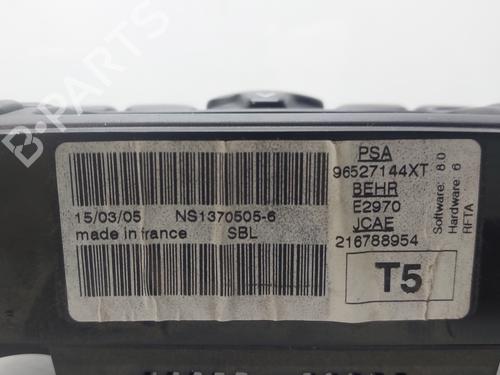 B-PARTS
15/03/05 NS1370505-6
made in france SBL
PSA
96527144XT
BEHR
E2970
JCAE
216788954
T5
Software: 8.0
Hardware: 6
RFTA